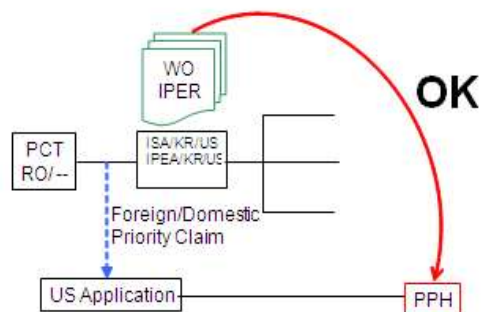 WO
IPER
OK
PCT
RO/--
ISA/KR/US
IPEA/KR/US
Foreign/Domestic
Priority Claim
US Application
PPH